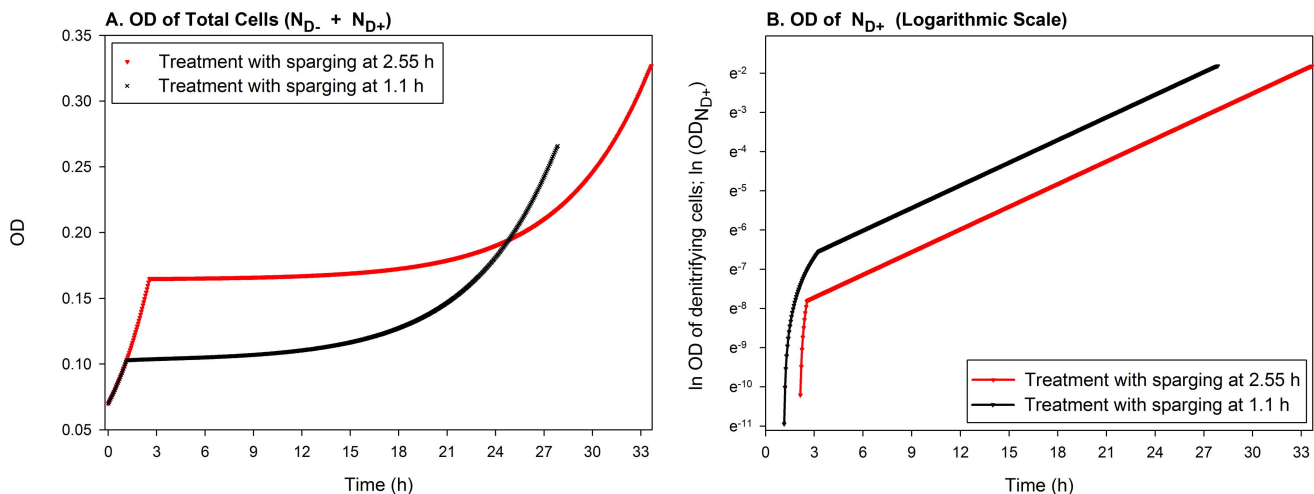 A. OD of Total Cells (N_D- + N_D+)
OD
0.35
0.30
0.25
0.20
0.15
0.10
0.05
Treatment with sparging at 2.55 h
Treatment with sparging at 1.1 h
0 3 6 9 12 15 18 21 24 27 30 33
Time (h)
B. OD of N_D+ (Logarithmic Scale)
ln OD of denitrifying cells; ln (OD_N_D+)
e^-2
e^-3
e^-4
e^-5
e^-6
e^-7
e^-8
e^-9
e^-10
e^-11
Treatment with sparging at 2.55 h
Treatment with sparging at 1.1 h
0 3 6 9 12 15 18 21 24 27 30 33
Time (h)